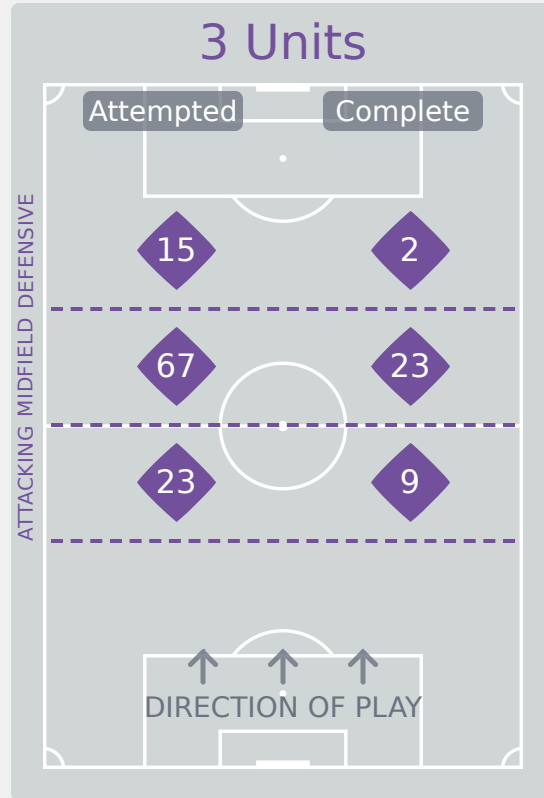 3 Units
Attempted Complete
ATTACKING MIDFIELD DEFENSIVE
15 2
67 23
23 9
DIRECTION OF PLAY